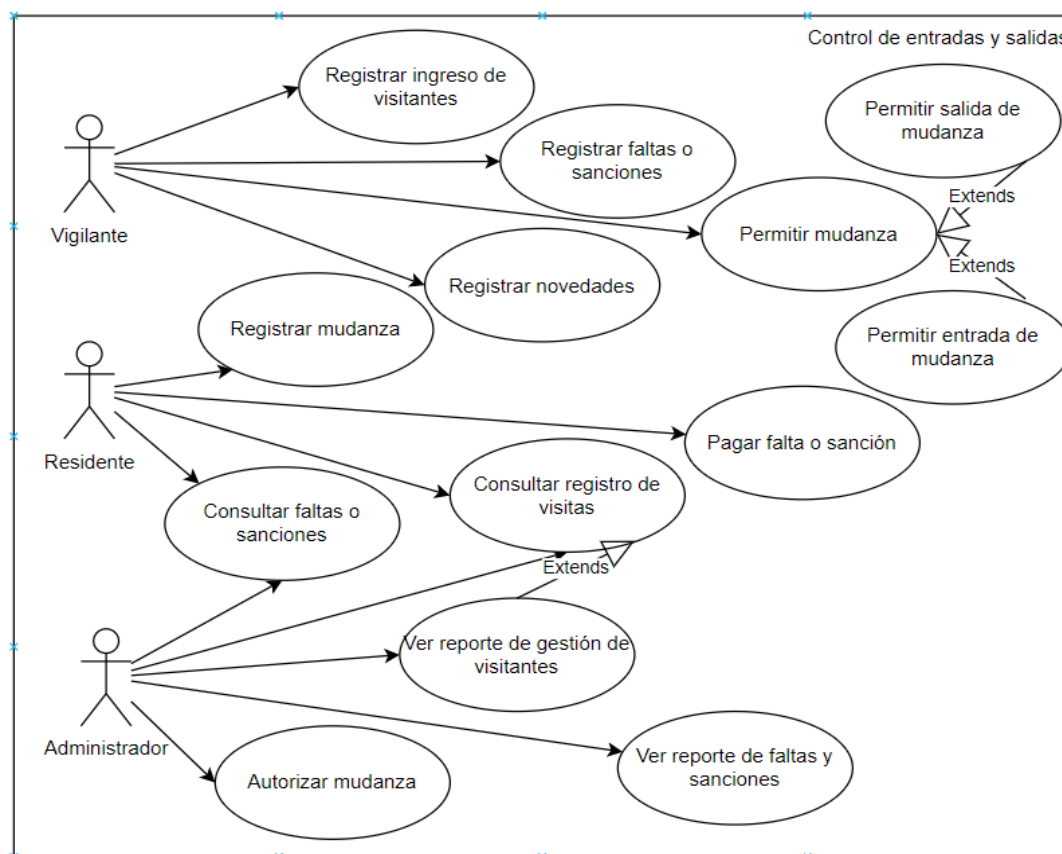 Control de entradas y salidas
Registrar ingreso de
visitantes
Permitir salida de
mudanza
Registrar faltas o
sanciones
Extends
Vigilante
Permitir mudanza
Extends
Registrar novedades
Registrar mudanza
Permitir entrada de
mudanza
Residente
Pagar falta o sanción
Consultar registro de
visitas
Consultar faltas o
sanciones
Extends
Ver reporte de gestión de
visitantes
Administrador
Ver reporte de faltas y
sanciones
Autorizar mudanza